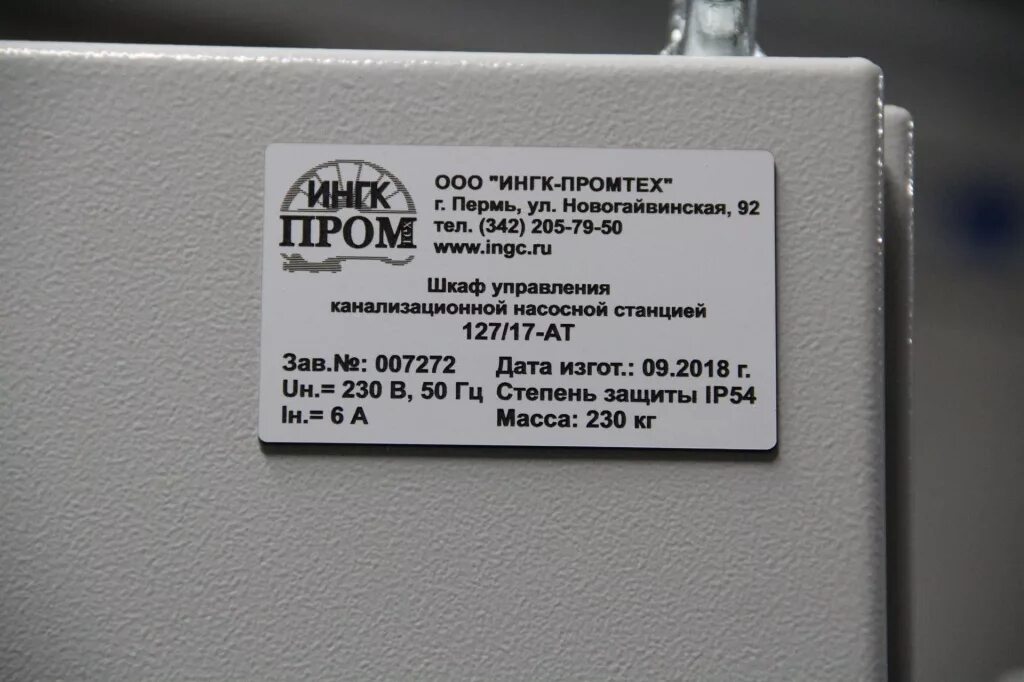 ИНГК
ПРОМ
тех
ООО "ИНГК-ПРОМТЕХ"
г. Пермь, ул. Новогайвинская, 92
тел. (342) 205-79-50
www.ingc.ru
Шкаф управления
канализационной насосной станцией
127/17-АТ
Зав.№: 007272 Дата изгот.: 09.2018 г.
Uн.= 230 В, 50 Гц Степень защиты IP54
Iн.= 6 А Масса: 230 кг